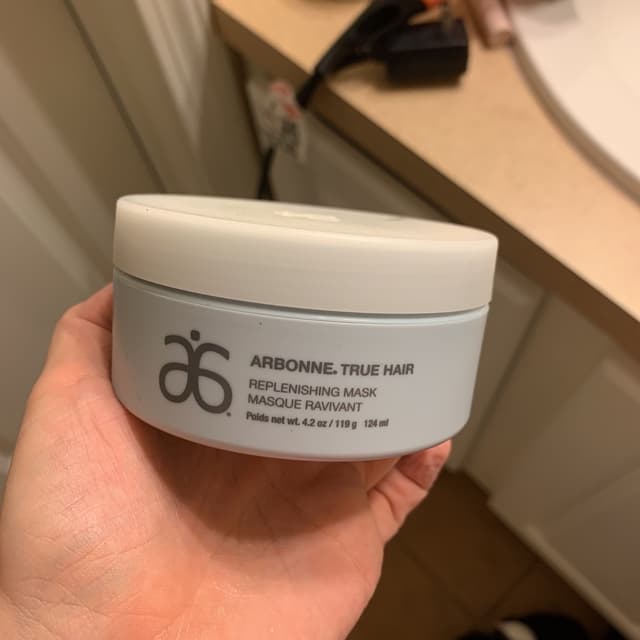 ARBONNE. TRUE HAIR
REPLENISHING MASK
MASQUE RAVIVANT
Poids net wt. 4.2 oz / 119 g 124 ml